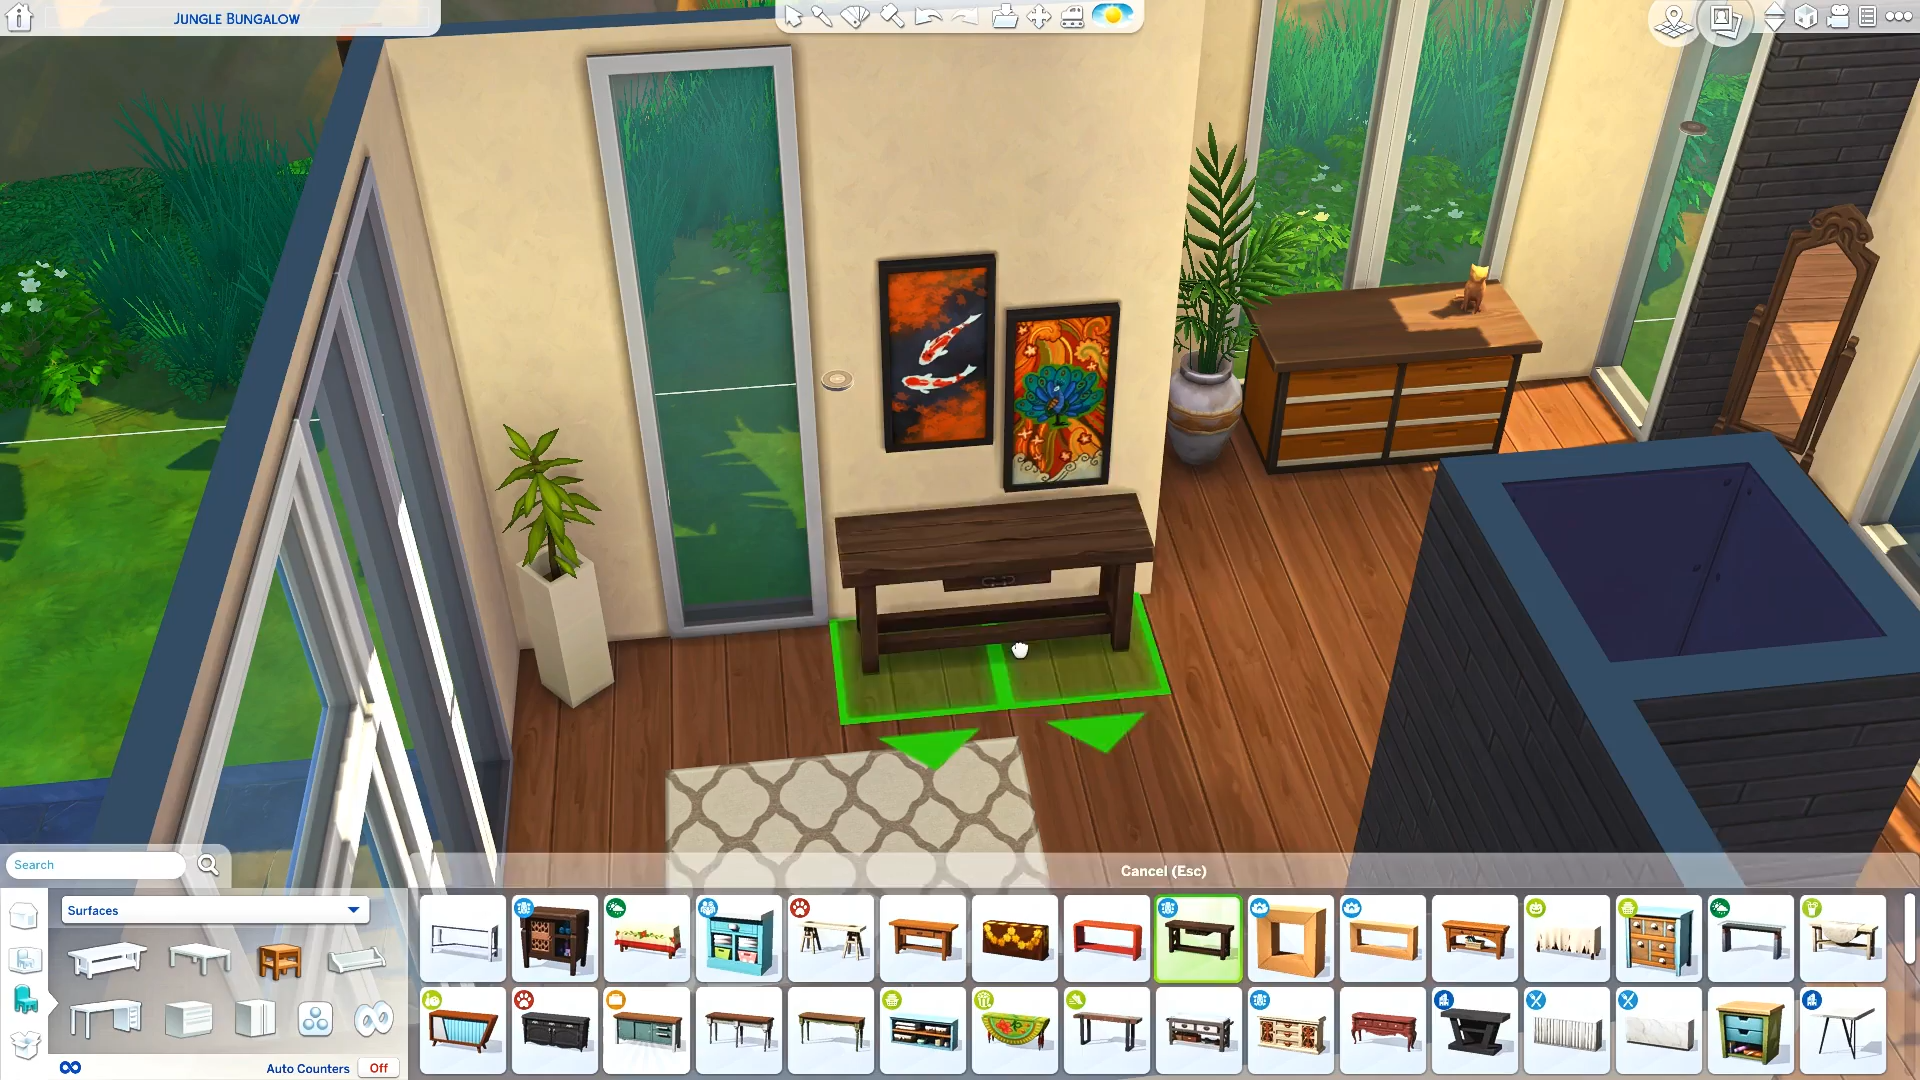 JUNGLE BUNGALOW
Cancel (Esc)
Search
Surfaces
Auto Counters Off